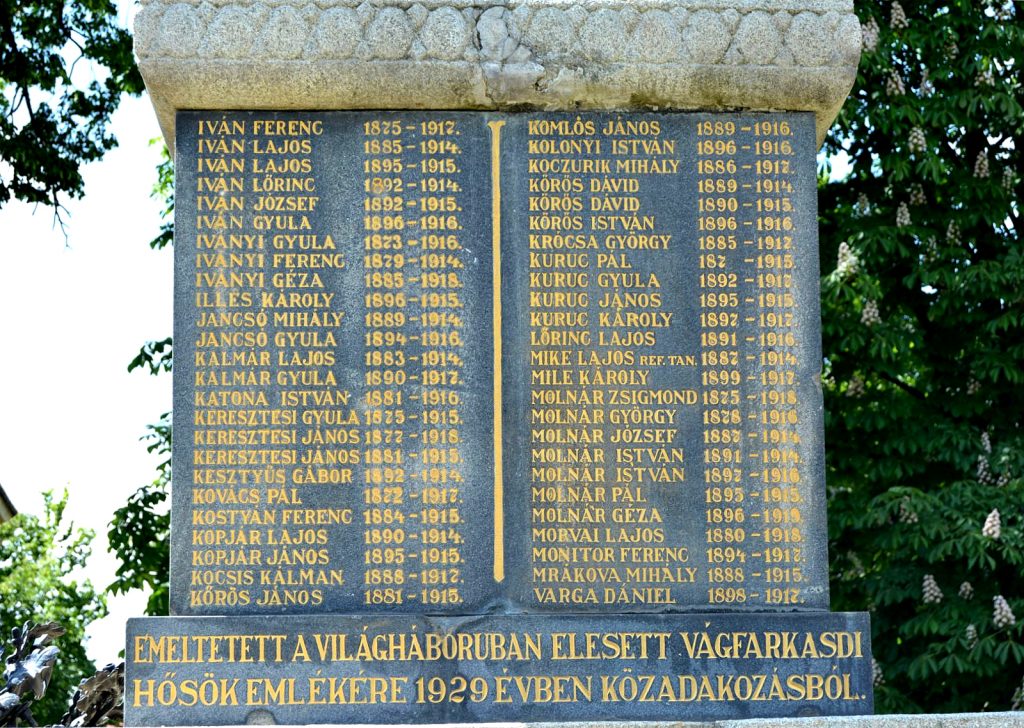 IVÁN FERENC 1875-1917.
IVÁN LAJOS 1885-1914.
IVÁN LAJOS 1895-1915.
IVÁN LŐRINC 1892-1914.
IVÁN JÓZSEF 1892-1915.
IVÁN GYULA 1896-1916.
IVÁNYI GYULA 1873-1916.
IVÁNYI FERENC 1879-1914.
IVÁNYI GÉZA 1885-1918.
ILLÉS KÁROLY 1896-1915.
JANCSÓ MIHÁLY 1889-1914.
JANCSÓ GYULA 1894-1916.
KÁLMÁR LAJOS 1883-1914.
KÁLMÁR GYULA 1890-1917.
KATONA ISTVÁN 1881-1916.
KERESZTESI GYULA 1875-1915.
KERESZTESI JÁNOS 1877-1918.
KERESZTESI JÁNOS 1881-1915.
KESZTYŰS GÁBOR 1892-1914.
KOVÁCS PÁL 1872-1917.
KOSTYÁN FERENC 1884-1915.
KOPJÁR LAJOS 1890-1914.
KOPJÁR JÁNOS 1895-1915.
KOCSIS KÁLMÁN 1888-1917.
KŐRÖS JÁNOS 1881-1915.
KOMLÓS JÁNOS 1889-1916.
KOLONYI ISTVÁN 1896-1916.
KOCZURIK MIHÁLY 1886-1917.
KŐRÖS DÁVID 1889-1914.
KŐRÖS DÁVID 1890-1915.
KŐRÖS ISTVÁN 1896-1916.
KRÖCSA GYÖRGY 1885-1917.
KURUC PÁL 187 -1915.
KURUC GYULA 1892-1917.
KURUC JÁNOS 1895-1915.
KURUC KÁROLY 1897-1917.
LŐRINC LAJOS 1891-1916.
MIKE LAJOS REF. TAN. 1887-1914.
MILE KÁROLY 1899-1917.
MOLNÁR ZSIGMOND 1875-1918.
MOLNÁR GYÖRGY 1878-1916.
MOLNÁR JÓZSEF 1887-1914.
MOLNÁR ISTVÁN 1891-1914.
MOLNÁR ISTVÁN 1897-1916.
MOLNÁR PÁL 1895-1915.
MOLNÁR GÉZA 1896-1915.
MORVAI LAJOS 1880-1918.
MONITOR FERENC 1894-1917.
MRÁKOVA MIHÁLY 1888-1915.
VARGA DÁNIEL 1898-1917.
EMELTETETT A VILÁGHÁBORUBAN ELESETT VÁGFARKASDI
HŐSÖK EMLÉKÉRE 1929 ÉVBEN KÖZADAKOZÁSBÓL.